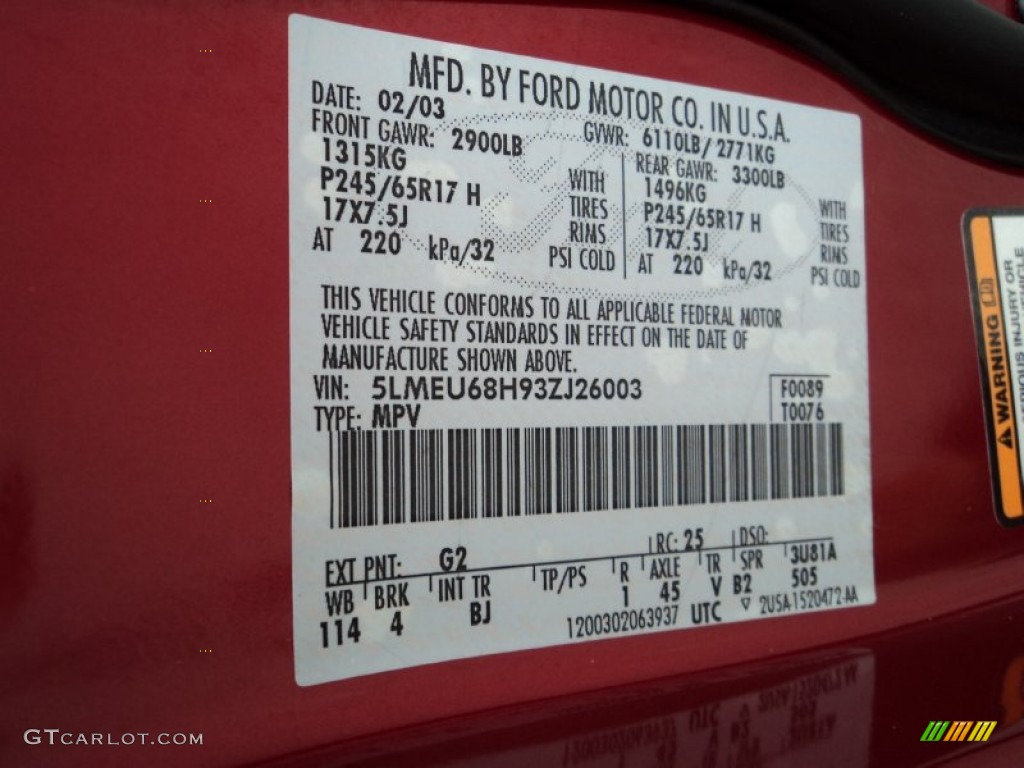 MFD. BY FORD MOTOR CO. IN U.S.A.
DATE: 02/03 GVWR: 6110LB/2771KG
FRONT GAWR: 2900LB REAR GAWR: 3300LB
1315KG WITH 1496KG WITH
P245/65R17 H TIRES P245/65R17 H TIRES
17X7.5J RIMS 17X7.5J RIMS
AT 220 kPa/32 PSI COLD AT 220 kPa/32 PSI COLD
THIS VEHICLE CONFORMS TO ALL APPLICABLE FEDERAL MOTOR
VEHICLE SAFETY STANDARDS IN EFFECT ON THE DATE OF
MANUFACTURE SHOWN ABOVE.
VIN: 5LMEU68H93ZJ26003 F0089
TYPE: MPV T0076
EXT PNT: G2 RC: 25 DSO:
WB BRK INT TR TP/PS R AXLE TR SPR 3U81A
114 4 BJ 1 45 V B2 505
1200302063937 UTC ▽ 2USA-1520472-AA
WARNING
INJURY OR
VEHICLE
GTCARLOT.COM